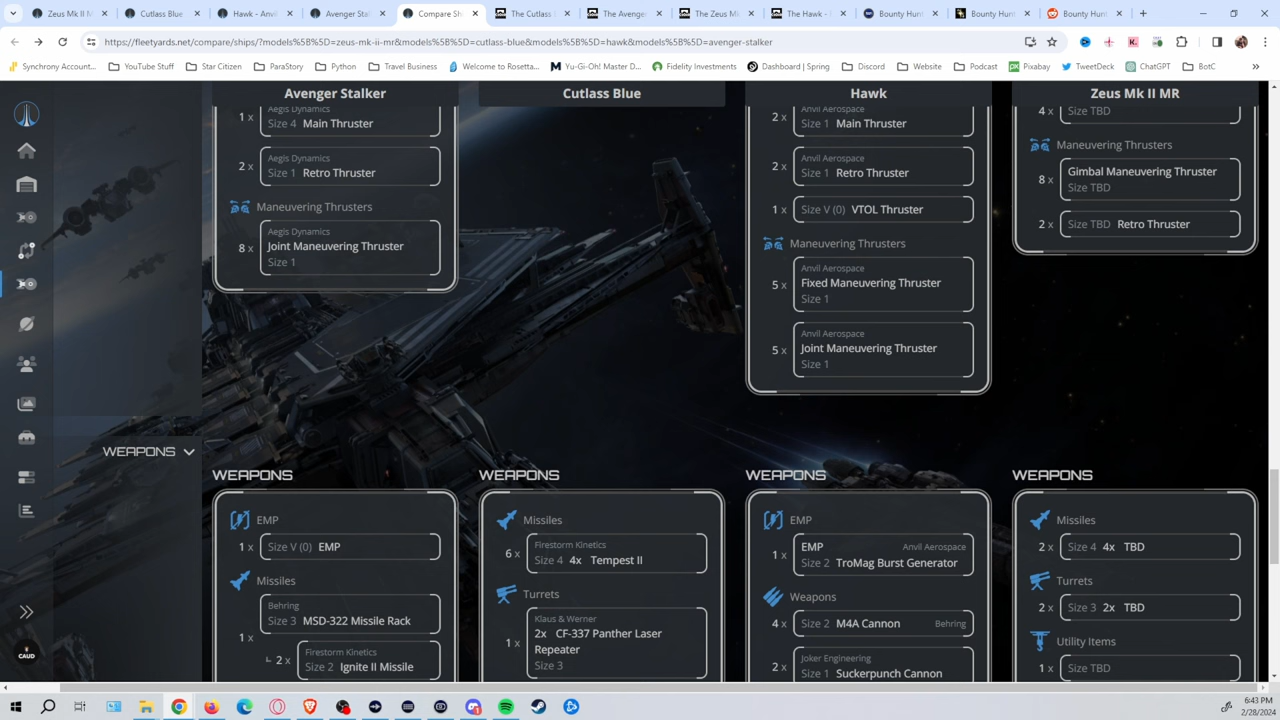 Zeus Mk II M
Cutlass Blue
Hawk - Anvi
Avenger Stal
Compare Sh
The Cutlass
The Avenge
The Zeus M
The Hawk -
Bounty Hun
Bounty Hun
Bounty Hun
https://fleetyards.net/compare/ships/?models%5B%5D=zeus-mk-ii-mr&models%5B%5D=cutlass-blue&models%5B%5D=hawk&models%5B%5D=avenger-stalker
Synchrony Account...
YouTube Stuff
Star Citizen
ParaStory
Python
Travel Business
Welcome to Rosetta...
Yu-Gi-Oh! Master D...
Fidelity Investments
Dashboard | Spring
Discord
Website
Podcast
Pixabay
TweetDeck
ChatGPT
BotC
Avenger Stalker
Cutlass Blue
Hawk
Zeus Mk II MR
Aegis Dynamics
1 x
Size 4 Main Thruster
Aegis Dynamics
2 x
Size 1 Retro Thruster
Maneuvering Thrusters
Aegis Dynamics
8 x
Joint Maneuvering Thruster
Size 1
Anvil Aerospace
2 x
Size 1 Main Thruster
Anvil Aerospace
2 x
Size 1 Retro Thruster
1 x
Size V (0) VTOL Thruster
Maneuvering Thrusters
Anvil Aerospace
5 x
Fixed Maneuvering Thruster
Size 1
Anvil Aerospace
5 x
Joint Maneuvering Thruster
Size 1
4 x
Size TBD
Maneuvering Thrusters
8 x
Gimbal Maneuvering Thruster
Size TBD
2 x
Size TBD Retro Thruster
WEAPONS
WEAPONS
EMP
1 x
Size V (0) EMP
Missiles
Behring
Size 3 MSD-322 Missile Rack
1 x
Firestorm Kinetics
2 x
Size 2 Ignite II Missile
WEAPONS
Missiles
Firestorm Kinetics
6 x
Size 4 4x Tempest II
Turrets
Klaus & Werner
1 x
2x CF-337 Panther Laser
Repeater
Size 3
WEAPONS
EMP
1 x
EMP Anvil Aerospace
Size 2 TroMag Burst Generator
Weapons
4 x
Size 2 M4A Cannon Behring
Joker Engineering
2 x
Size 1 Suckerpunch Cannon
WEAPONS
Missiles
2 x
Size 4 4x TBD
Turrets
2 x
Size 3 2x TBD
Utility Items
1 x
Size TBD
CAUD
6:43 PM
2/28/2024